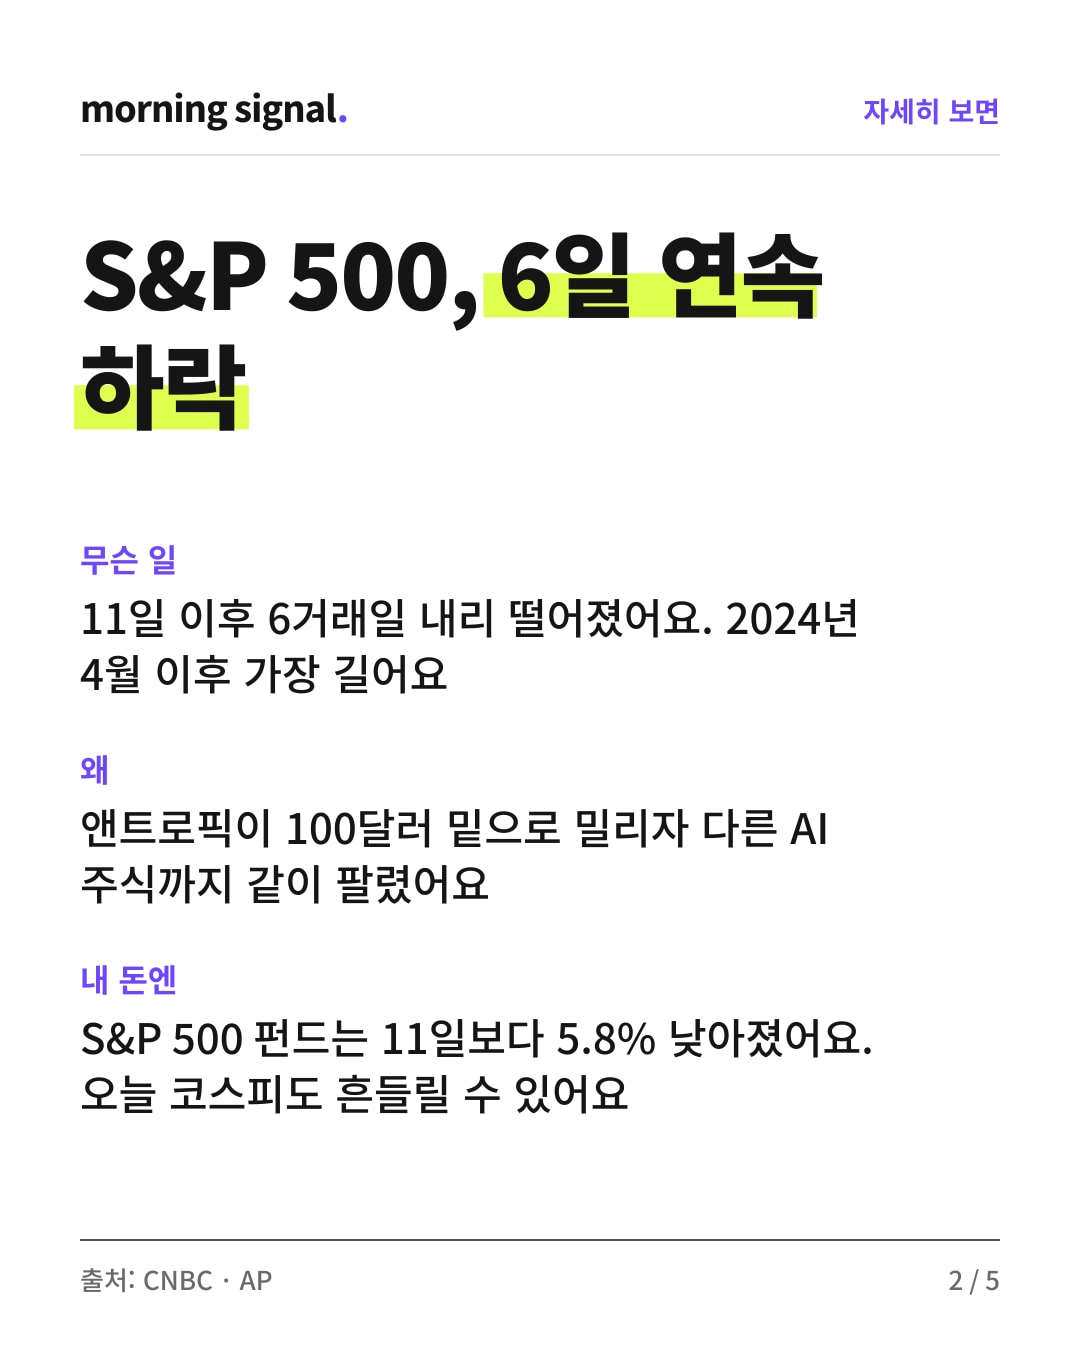 morning signal.
자세히 보면
S&P 500, 6일 연속
하락
무슨 일
11일 이후 6거래일 내리 떨어졌어요. 2024년
4월 이후 가장 길어요
왜
앤트로픽이 100달러 밑으로 밀리자 다른 AI
주식까지 같이 팔렸어요
내 돈엔
S&P 500 펀드는 11일보다 5.8% 낮아졌어요.
오늘 코스피도 흔들릴 수 있어요
출처: CNBC · AP
2 / 5